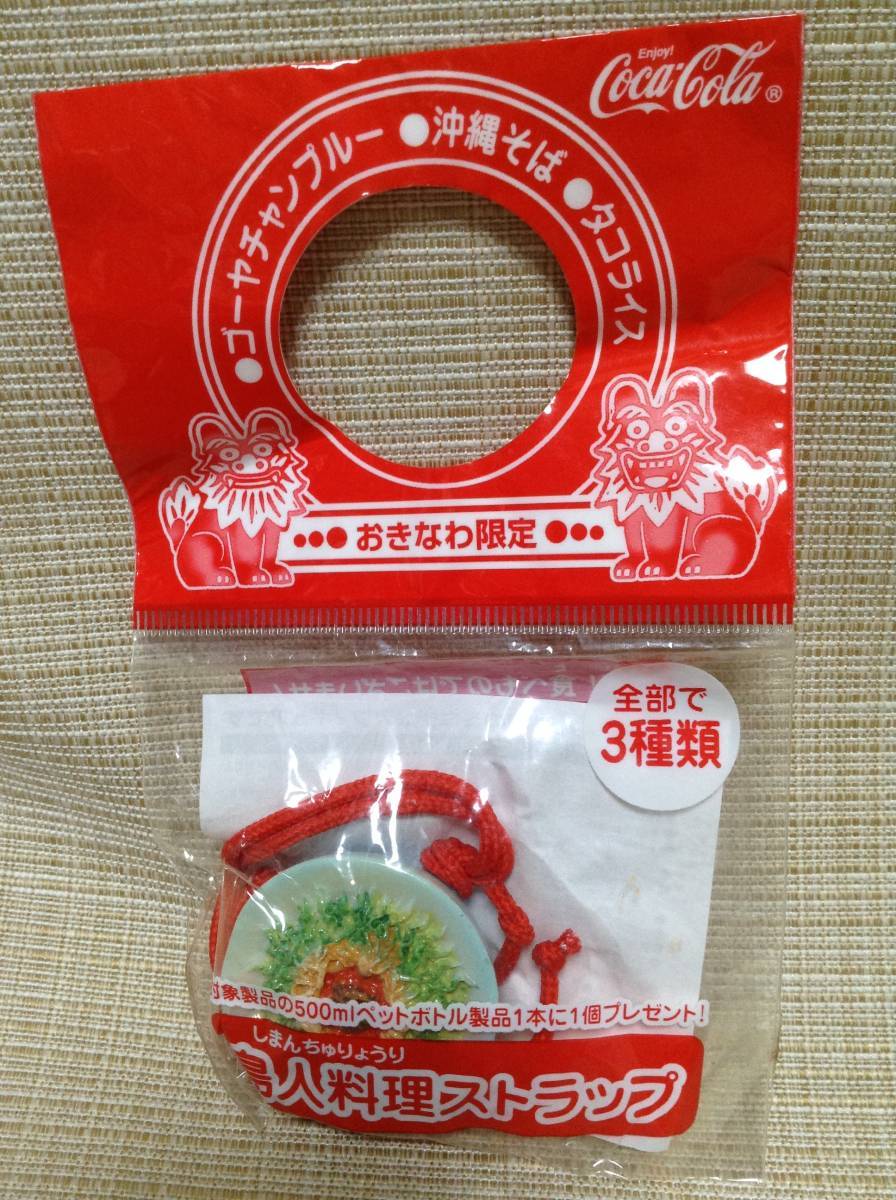 Enjoy!
Coca-Cola®
●ゴーヤチャンプルー ●沖縄そば ●タコライス
●●●おきなわ限定●●●
全部で
3種類
対象製品の500mlペットボトル製品1本に1個プレゼント!
しまんちゅりょうり
島人料理ストラップ